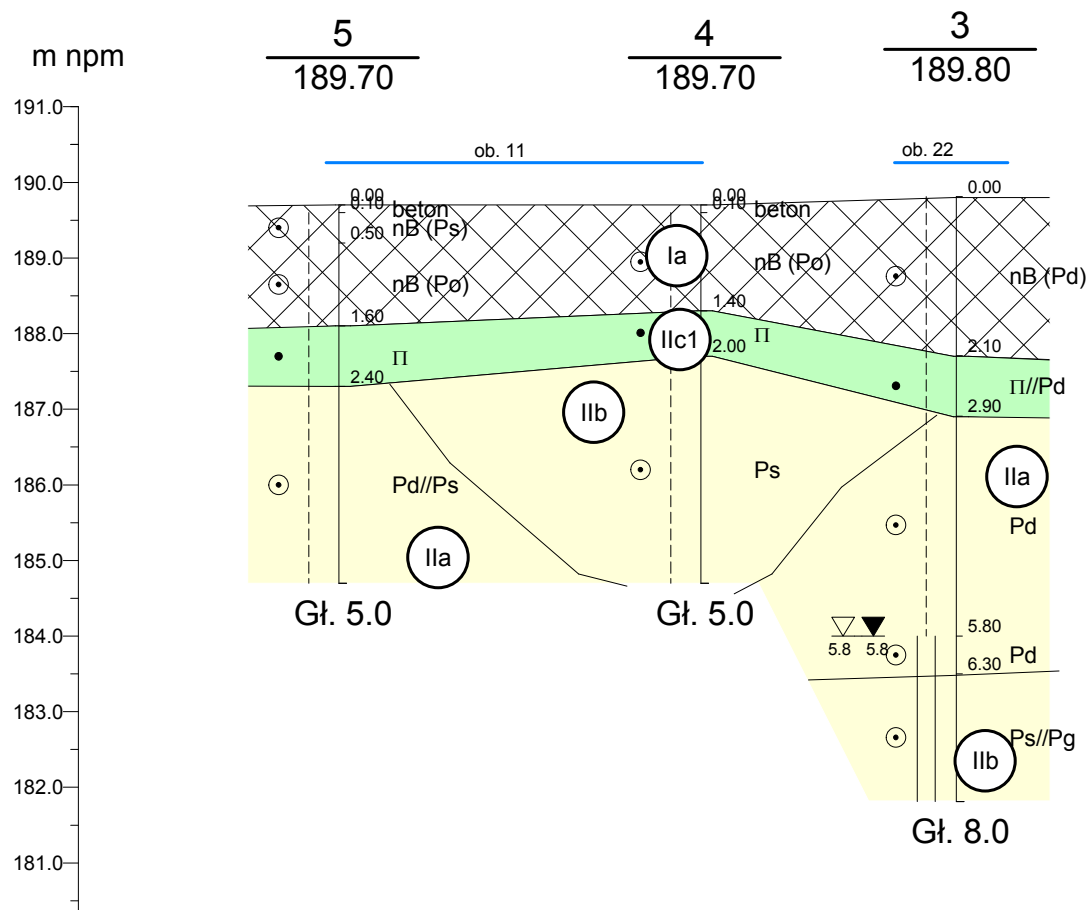 5
4
3
m npm
189.70
189.70
189.80
191.0
ob. 11
ob. 22
190.0
0.00
0.00
0.00
0.10
beton
0.10
beton
nB (Ps)
0.50
189.0
Ia
nB (Po)
nB (Pd)
nB (Po)
1.60
1.40
188.0
IIc1
2.00
П
П
2.10
2.40
П//Pd
187.0
2.90
IIb
186.0
Pd//Ps
Ps
IIa
Pd
185.0
IIa
Gł. 5.0
Gł. 5.0
184.0
5.8
5.8
5.80
Pd
6.30
183.0
Ps//Pg
IIb
182.0
Gł. 8.0
181.0